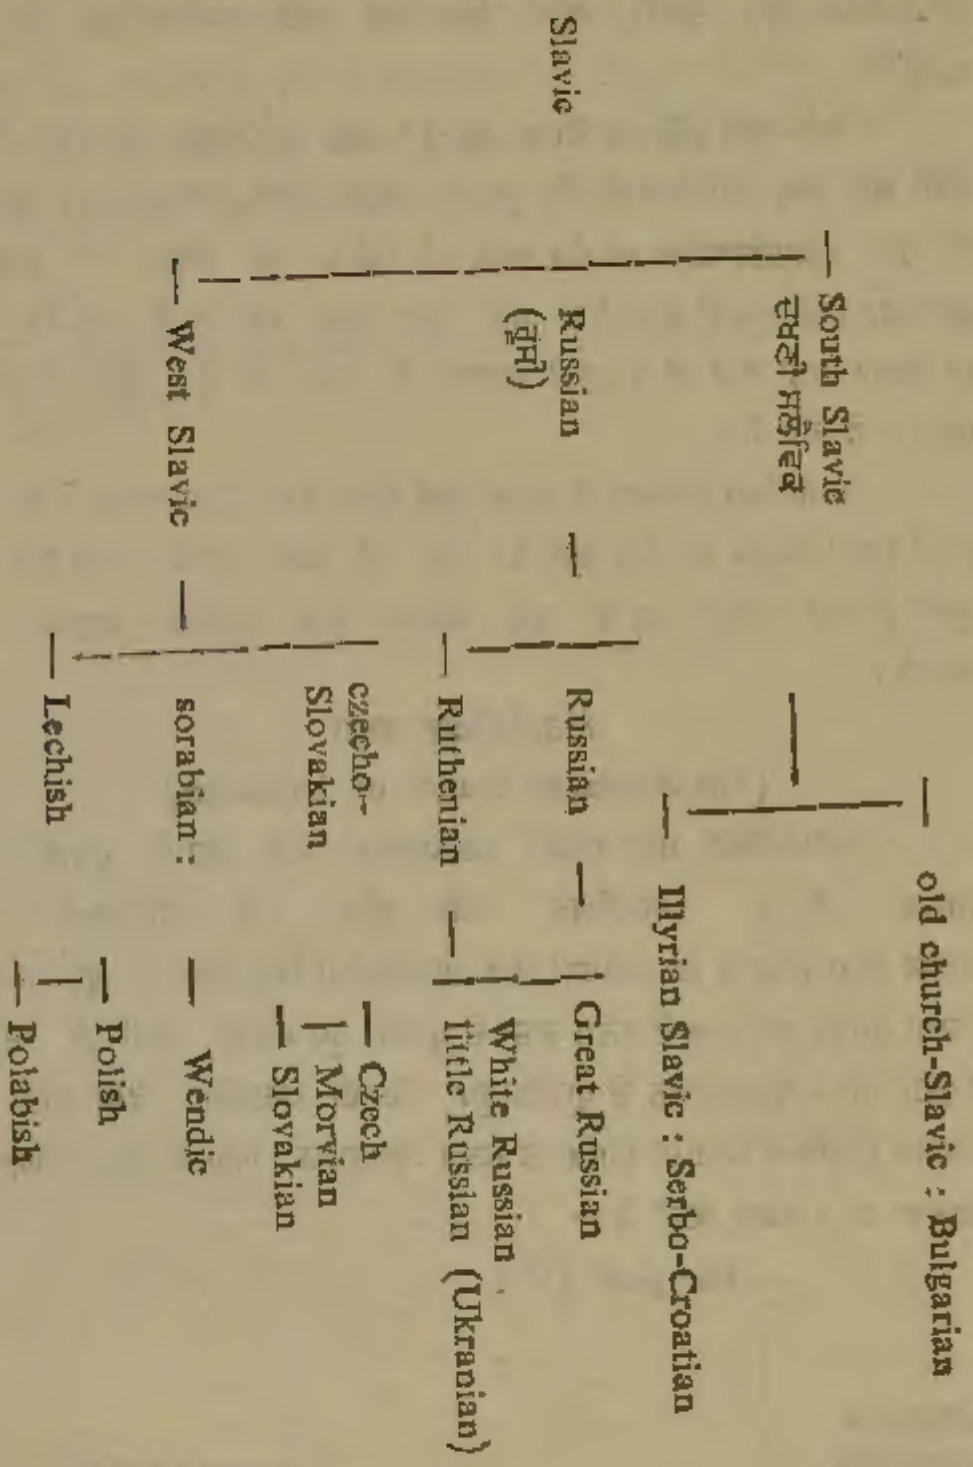 Slavic
South Slavic
ਦਖਣੀ ਸਲੈਵਿਕ
old church-Slavic : Bulgarian
Illyrian Slavic : Serbo-Croatian
Russian
(ਰੂਸੀ)
Russian
Great Russian
Ruthenian
White Russian
little Russian (Ukranian)
West Slavic
czecho-
Slovakian
Czech
Morvian
Slovakian
sorabian :
Wendic
Lechish
Polish
Polabish